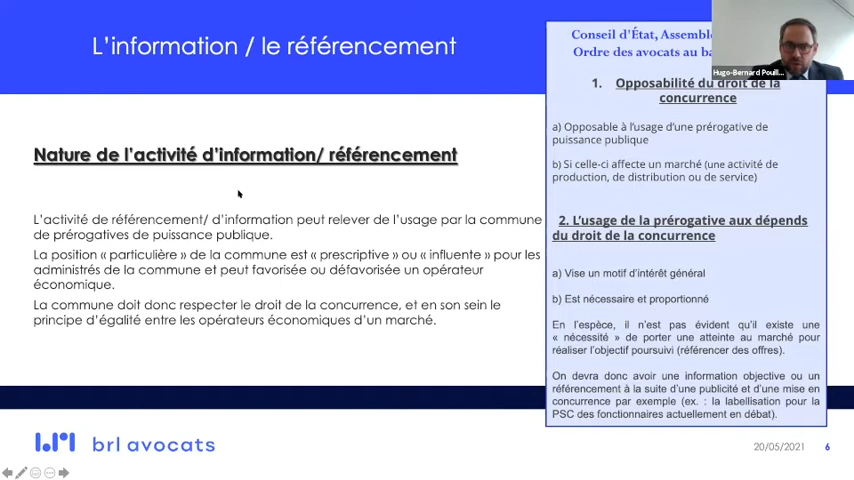 L'information / le référencement
Nature de l'activité d'information/ référencement
L'activité de référencement/ d'information peut relever de l'usage par la commune
de prérogatives de puissance publique.
La position « particulière » de la commune est « prescriptive » ou « influente » pour les
administrés de la commune et peut favorisée ou défavorisée un opérateur
économique.
La commune doit donc respecter le droit de la concurrence, et en son sein le
principe d'égalité entre les opérateurs économiques d'un marché.
Conseil d'État,
Ordre des avocats au
Hugo-Bernard
1. Opposabilité du droit de la
concurrence
a) Opposable à l'usage d'une prérogative de
puissance publique
b) Si celle-ci affecte un marché (une activité de
production, de distribution ou de service)
2. L'usage de la prérogative aux dépends
du droit de la concurrence
a) Vise un motif d'intérêt général
b) Est nécessaire et proportionné
En l'espèce, il n'est pas évident qu'il existe une
« nécessité » de porter une atteinte au marché pour
réaliser l'objectif poursuivi (référencer des offres).
On devra donc avoir une information objective ou un
référencement à la suite d'une publicité et d'une mise en
concurrence par exemple (ex. : la labellisation pour la
PSC des fonctionnaires actuellement en débat).
brl avocats
20/05/2021 6